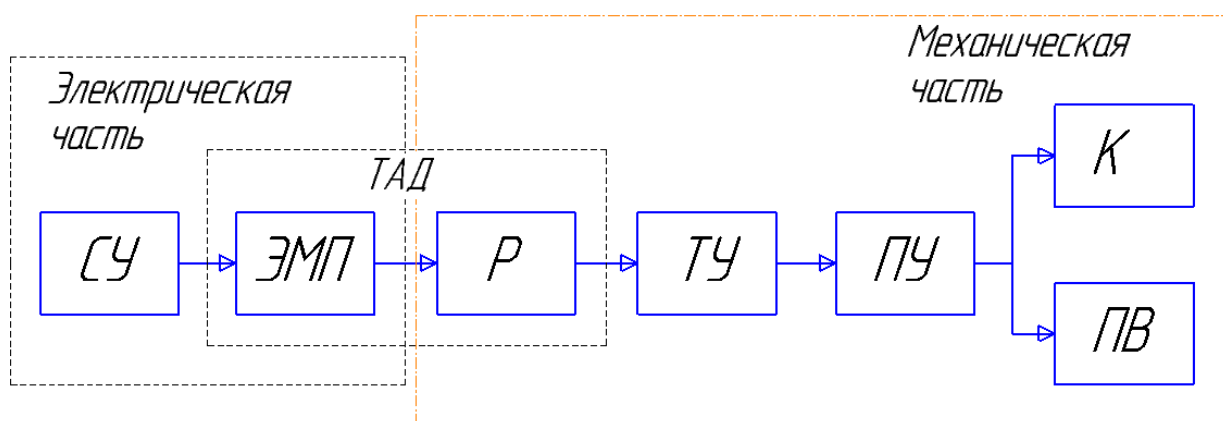 Механическая
часть
Электрическая
часть
ТАД
К
СУ
ЭМП
Р
ТУ
ПУ
ПВ